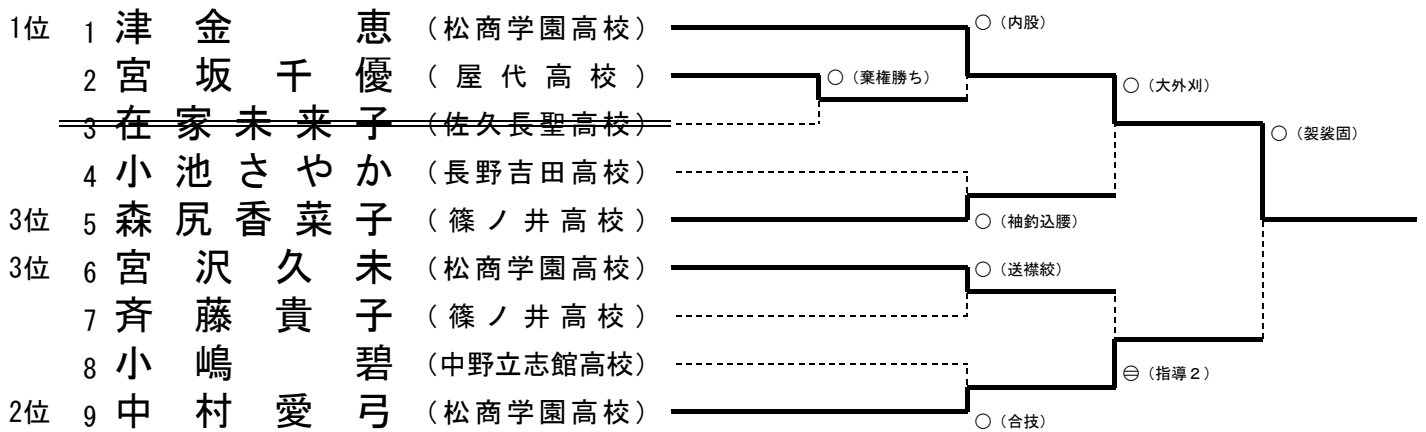 1位 1 津金 恵 (松商学園高校) ○(内股)
2 宮坂千優 (屋代高校) ○(棄権勝ち) ○(大外刈)
3 在家未来子 (佐久長聖高校) ○(袈裟固)
4 小池さやか (長野吉田高校)
3位 5 森尻香菜子 (篠ノ井高校) ○(袖釣込腰)
3位 6 宮沢久未 (松商学園高校) ○(送襟絞)
7 斉藤貴子 (篠ノ井高校)
8 小嶋 碧 (中野立志館高校) ⊖(指導2)
2位 9 中村愛弓 (松商学園高校) ○(合技)